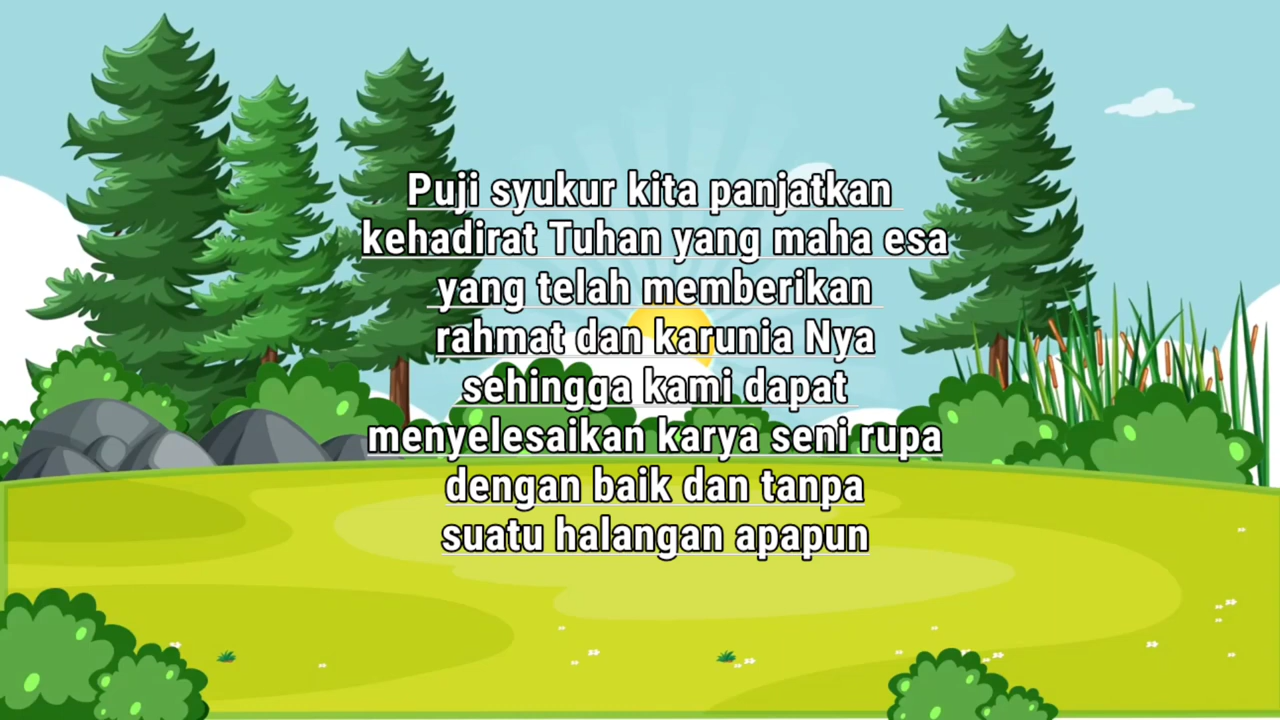 Puji syukur kita panjatkan
kehadirat Tuhan yang maha esa
yang telah memberikan
rahmat dan karunia Nya
sehingga kami dapat
menyelesaikan karya seni rupa
dengan baik dan tanpa
suatu halangan apapun